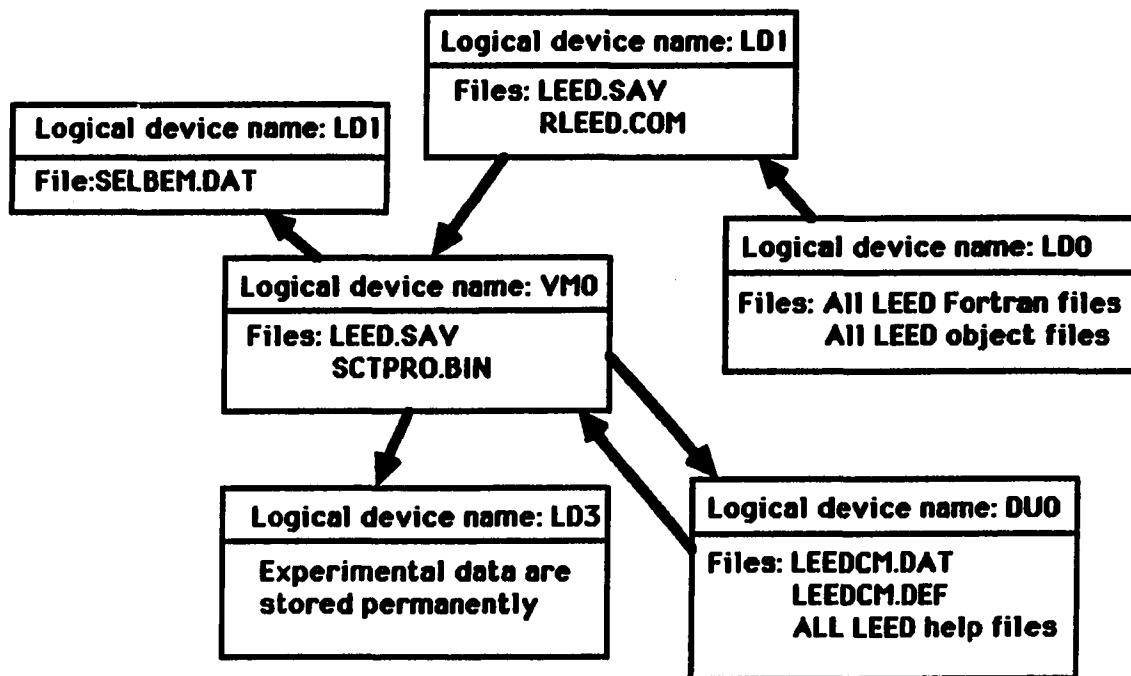 Logical device name: LD1
Files: LEED.SAV
RLEED.COM
Logical device name: LD1
File:SELBEM.DAT
Logical device name: LD0
Files: All LEED Fortran files
All LEED object files
Logical device name: VM0
Files: LEED.SAV
SCTPRO.BIN
Logical device name: LD3
Experimental data are
stored permanently
Logical device name: DU0
Files: LEEDCM.DAT
LEEDCM.DEF
ALL LEED help files